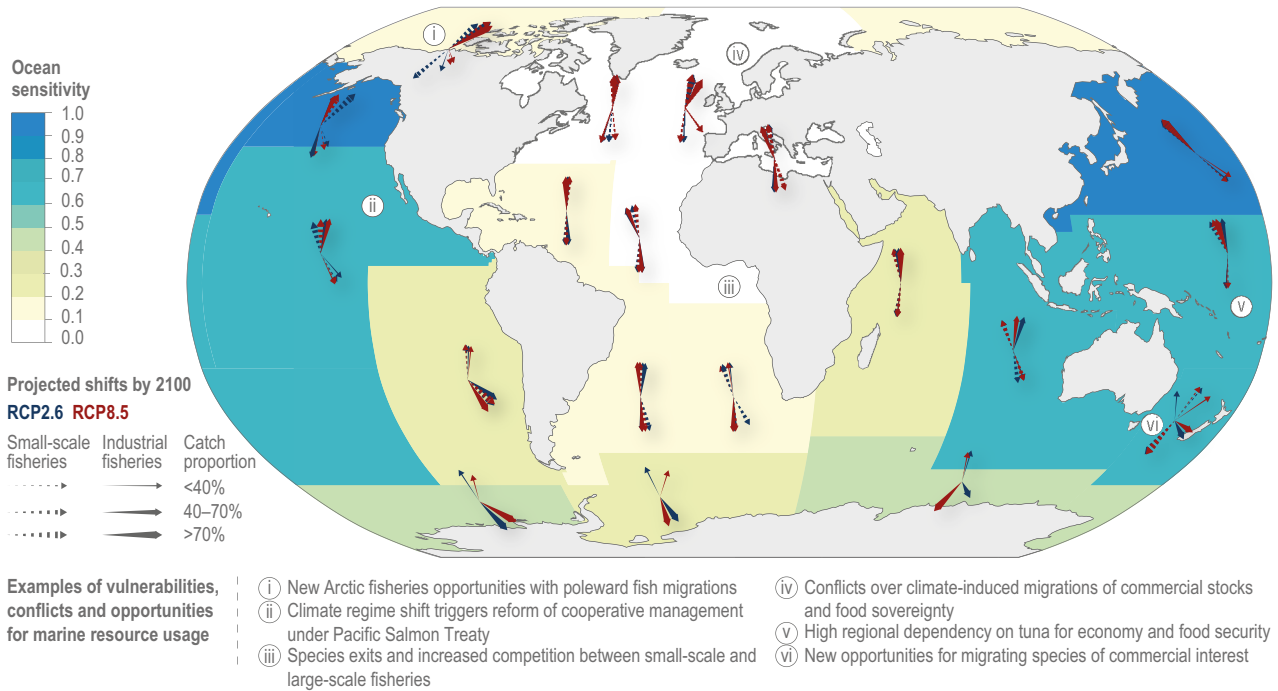 Ocean
sensitivity
1.0
0.9
0.8
0.7
0.6
0.5
0.4
0.3
0.2
0.1
0.0
Projected shifts by 2100
RCP2.6 RCP8.5
Small-scale fisheries
Industrial fisheries
Catch proportion
<40%
40–70%
>70%
i
ii
iii
iv
v
vi
Examples of vulnerabilities,
conflicts and opportunities
for marine resource usage
i New Arctic fisheries opportunities with poleward fish migrations
ii Climate regime shift triggers reform of cooperative management
under Pacific Salmon Treaty
iii Species exits and increased competition between small-scale and
large-scale fisheries
iv Conflicts over climate-induced migrations of commercial stocks
and food sovereignty
v High regional dependency on tuna for economy and food security
vi New opportunities for migrating species of commercial interest